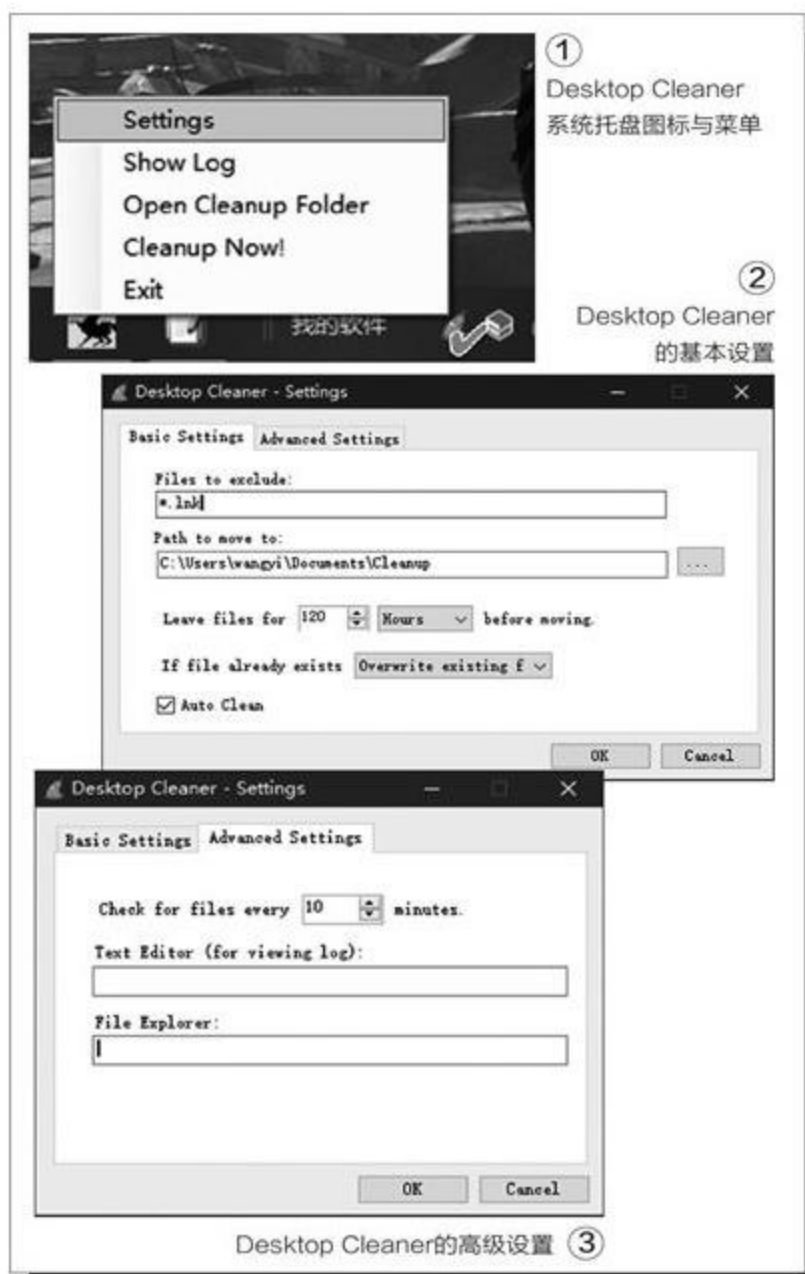 ①
Desktop Cleaner
系统托盘图标与菜单
Settings
Show Log
Open Cleanup Folder
Cleanup Now!
Exit
我的软件
②
Desktop Cleaner
的基本设置
Desktop Cleaner - Settings
Basic Settings Advanced Settings
Files to exclude:
*.lnk
Path to move to:
C:\Users\wangyi\Documents\Cleanup
...
Leave files for 120 Hours before moving.
If file already exists Overwrite existing f
Auto Clean
OK Cancel
Desktop Cleaner - Settings
Basic Settings Advanced Settings
Check for files every 10 minutes.
Text Editor (for viewing log):
File Explorer:
OK Cancel
Desktop Cleaner的高级设置 ③